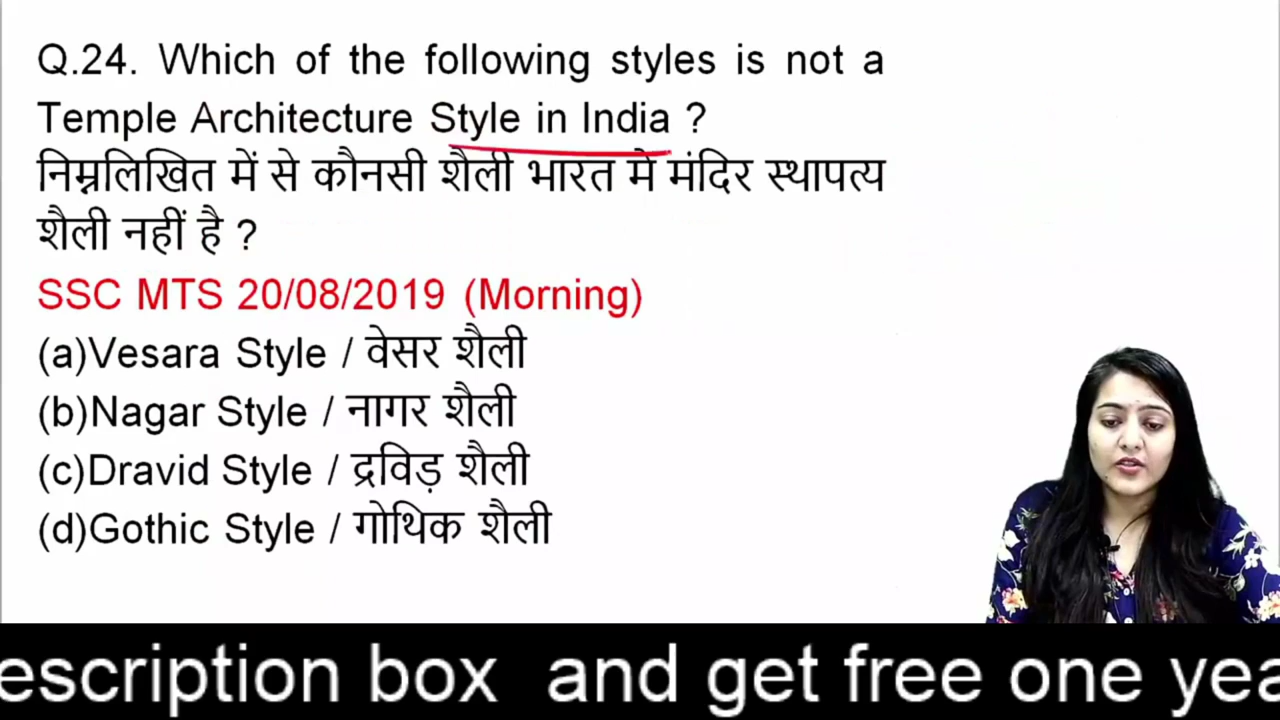 Q.24. Which of the following styles is not a
Temple Architecture Style in India ?
निम्नलिखित में से कौनसी शैली भारत मे मंदिर स्थापत्य
शैली नहीं है ?
SSC MTS 20/08/2019 (Morning)
(a)Vesara Style / वेसर शैली
(b)Nagar Style / नागर शैली
(c)Dravid Style / द्रविड़ शैली
(d)Gothic Style / गोथिक शैली
escription box and get free one yea